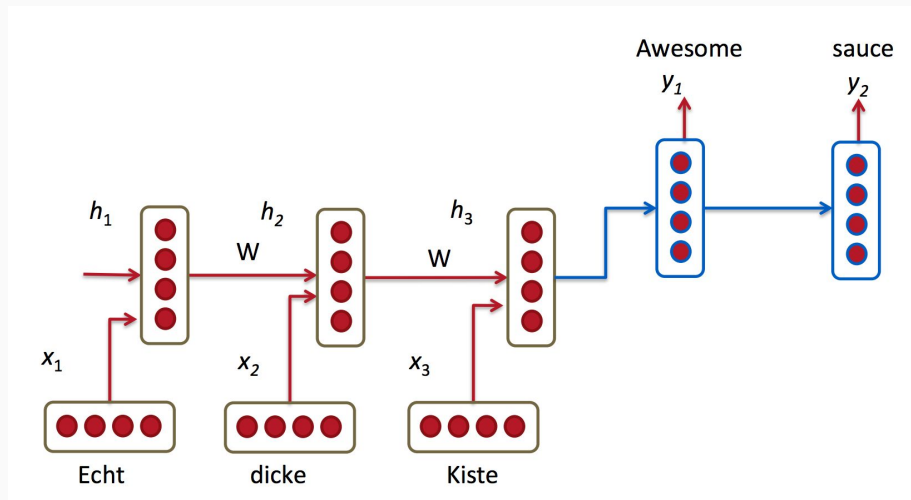 Awesome sauce
y1 y2
h1 h2 h3
W W
x1 x2 x3
Echt dicke Kiste